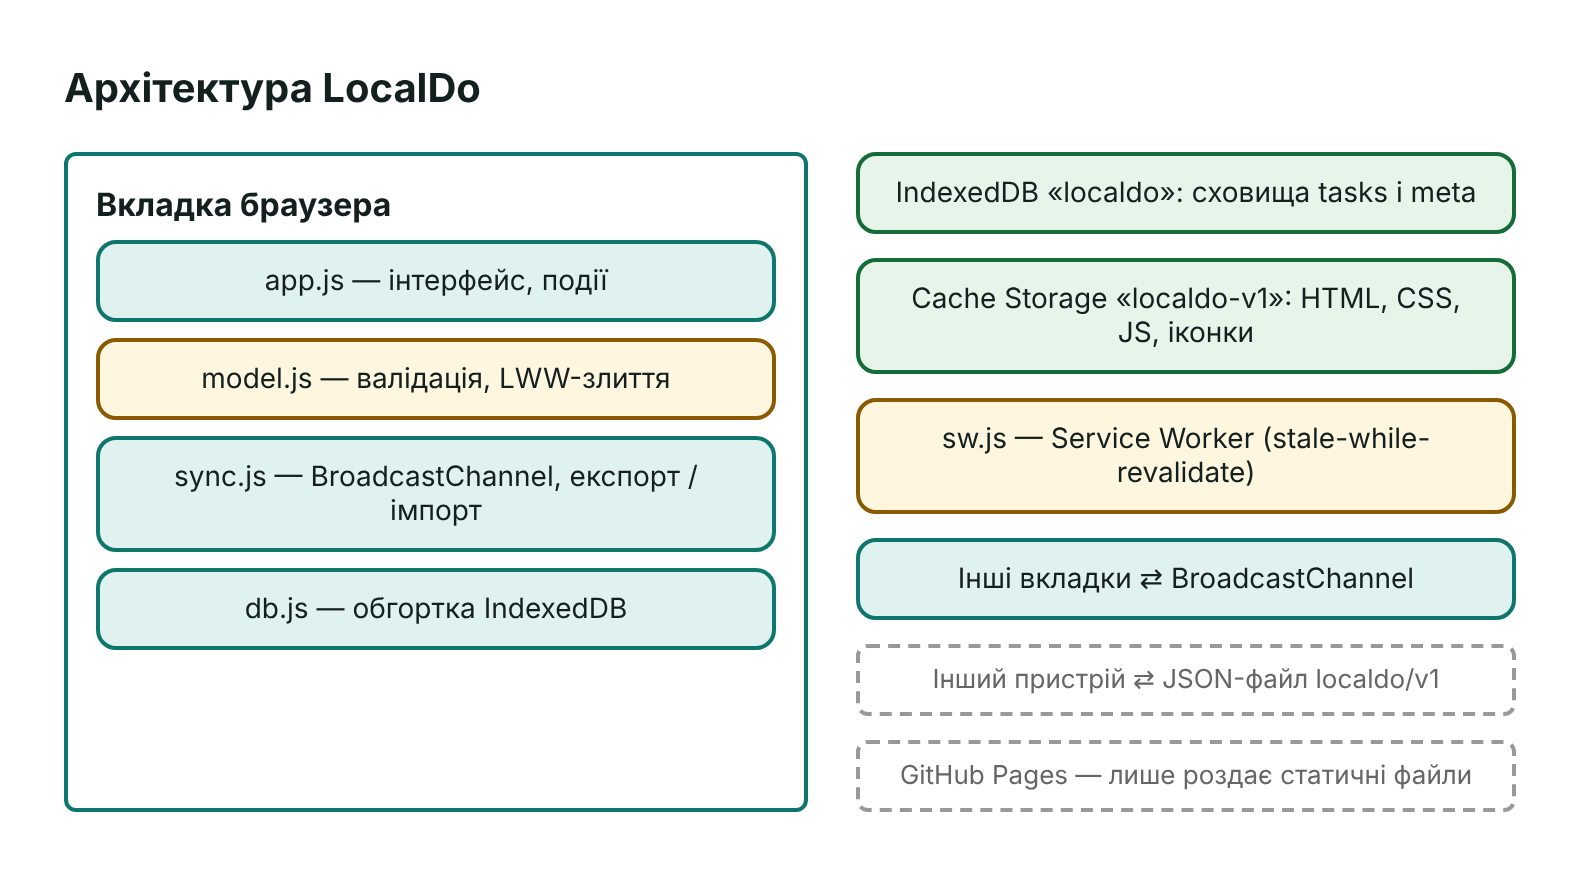 Архітектура LocalDo
Вкладка браузера
app.js — інтерфейс, події
model.js — валідація, LWW-злиття
sync.js — BroadcastChannel, експорт /
імпорт
db.js — обгортка IndexedDB
IndexedDB «localdo»: сховища tasks і meta
Cache Storage «localdo-v1»: HTML, CSS,
JS, іконки
sw.js — Service Worker (stale-while-
revalidate)
Інші вкладки ⇄ BroadcastChannel
Інший пристрій ⇄ JSON-файл localdo/v1
GitHub Pages — лише роздає статичні файли